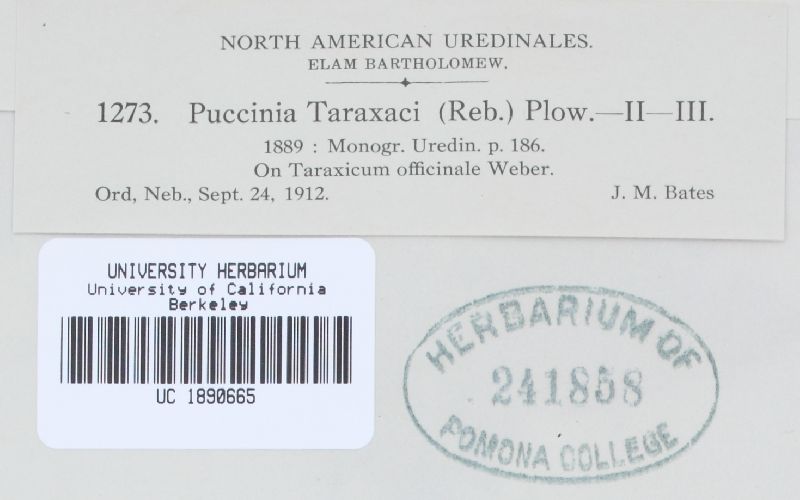 NORTH AMERICAN UREDINALES.
ELAM BARTHOLOMEW.
1273. Puccinia Taraxaci (Reb.) Plow.—II—III.
1889 : Monogr. Uredin. p. 186.
On Taraxicum officinale Weber.
Ord, Neb., Sept. 24, 1912. J. M. Bates
UNIVERSITY HERBARIUM
University of California
Berkeley
UC 1890665
HERBARIUM OF
241858
POMONA COLLEGE